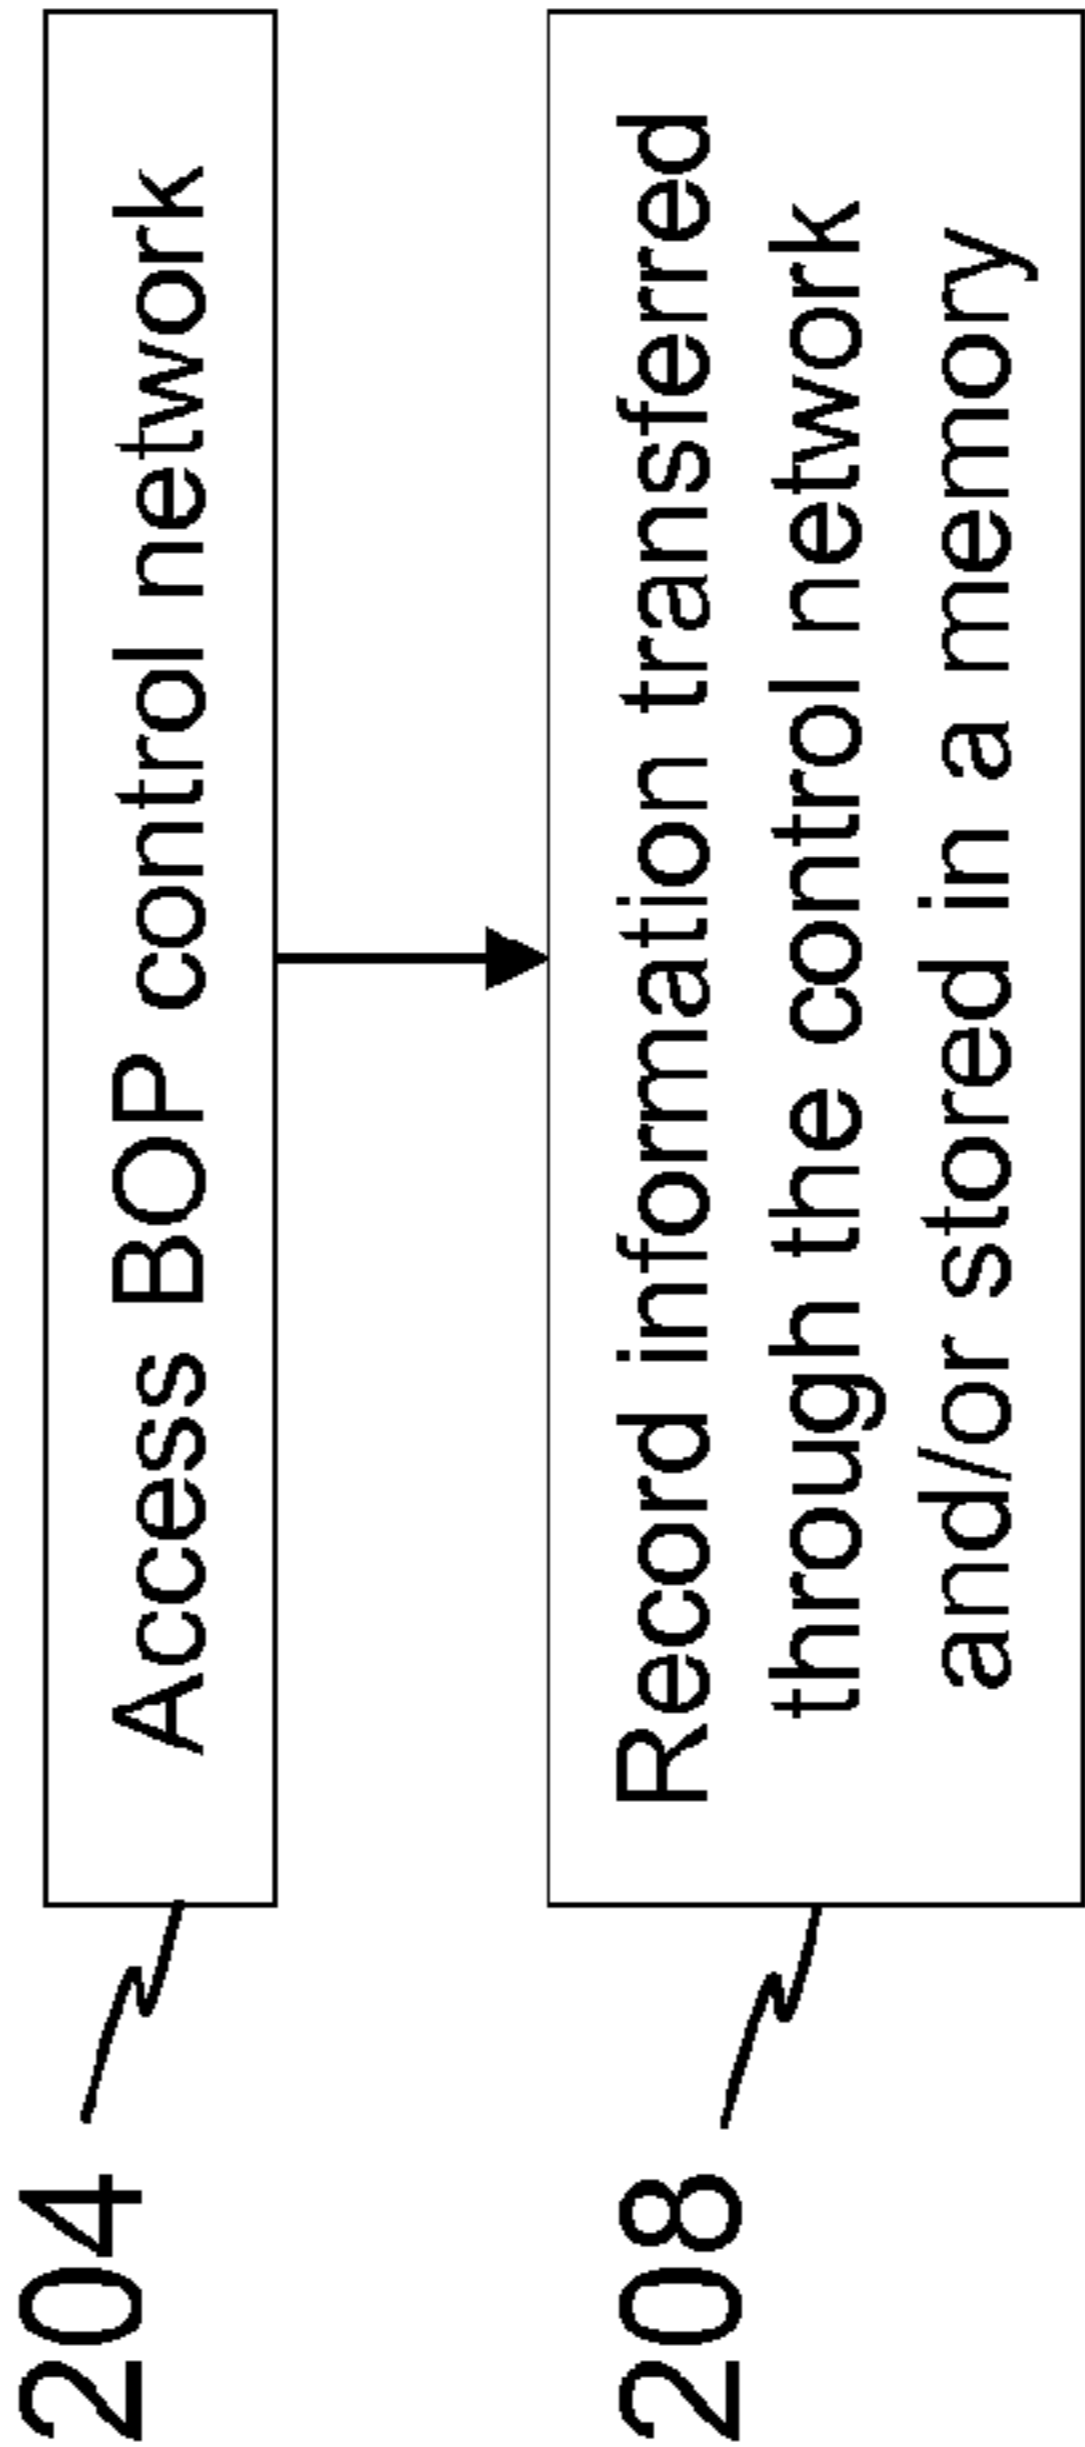 204
Access BOP control network
208
Record information transferred
through the control network
and/or stored in a memory